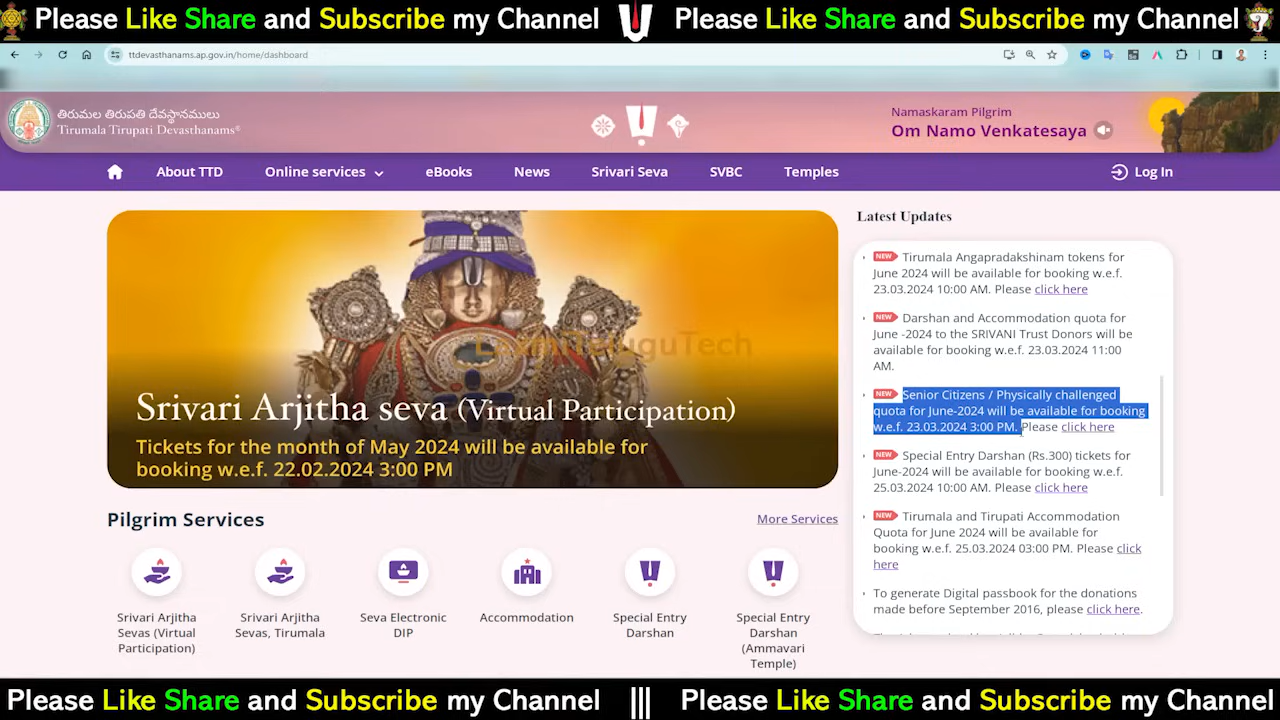 Please Like Share and Subscribe my Channel
Please Like Share and Subscribe my Channel
ttdevasthanams.ap.gov.in/home/dashboard
తిరుమల తిరుపతి దేవస్థానములు
Tirumala Tirupati Devasthanams®
Namaskaram Pilgrim
Om Namo Venkatesaya
About TTD
Online services
eBooks
News
Srivari Seva
SVBC
Temples
Log In
LaxmiTeluguTech
Srivari Arjitha seva (Virtual Participation)
Tickets for the month of May 2024 will be available for
booking w.e.f. 22.02.2024 3:00 PM
Latest Updates
NEW Tirumala Angapradakshinam tokens for
June 2024 will be available for booking w.e.f.
23.03.2024 10:00 AM. Please click here
NEW Darshan and Accommodation quota for
June -2024 to the SRIVANI Trust Donors will be
available for booking w.e.f. 23.03.2024 11:00
AM.
NEW Senior Citizens / Physically challenged
quota for June-2024 will be available for booking
w.e.f. 23.03.2024 3:00 PM. Please click here
NEW Special Entry Darshan (Rs.300) tickets for
June-2024 will be available for booking w.e.f.
25.03.2024 10:00 AM. Please click here
NEW Tirumala and Tirupati Accommodation
Quota for June 2024 will be available for
booking w.e.f. 25.03.2024 03:00 PM. Please click
here
To generate Digital passbook for the donations
made before September 2016, please click here.
Pilgrim Services
More Services
Srivari Arjitha
Sevas (Virtual
Participation)
Srivari Arjitha
Sevas, Tirumala
Seva Electronic
DIP
Accommodation
Special Entry
Darshan
Special Entry
Darshan
(Ammavari
Temple)
Please Like Share and Subscribe my Channel
|||
Please Like Share and Subscribe my Channel